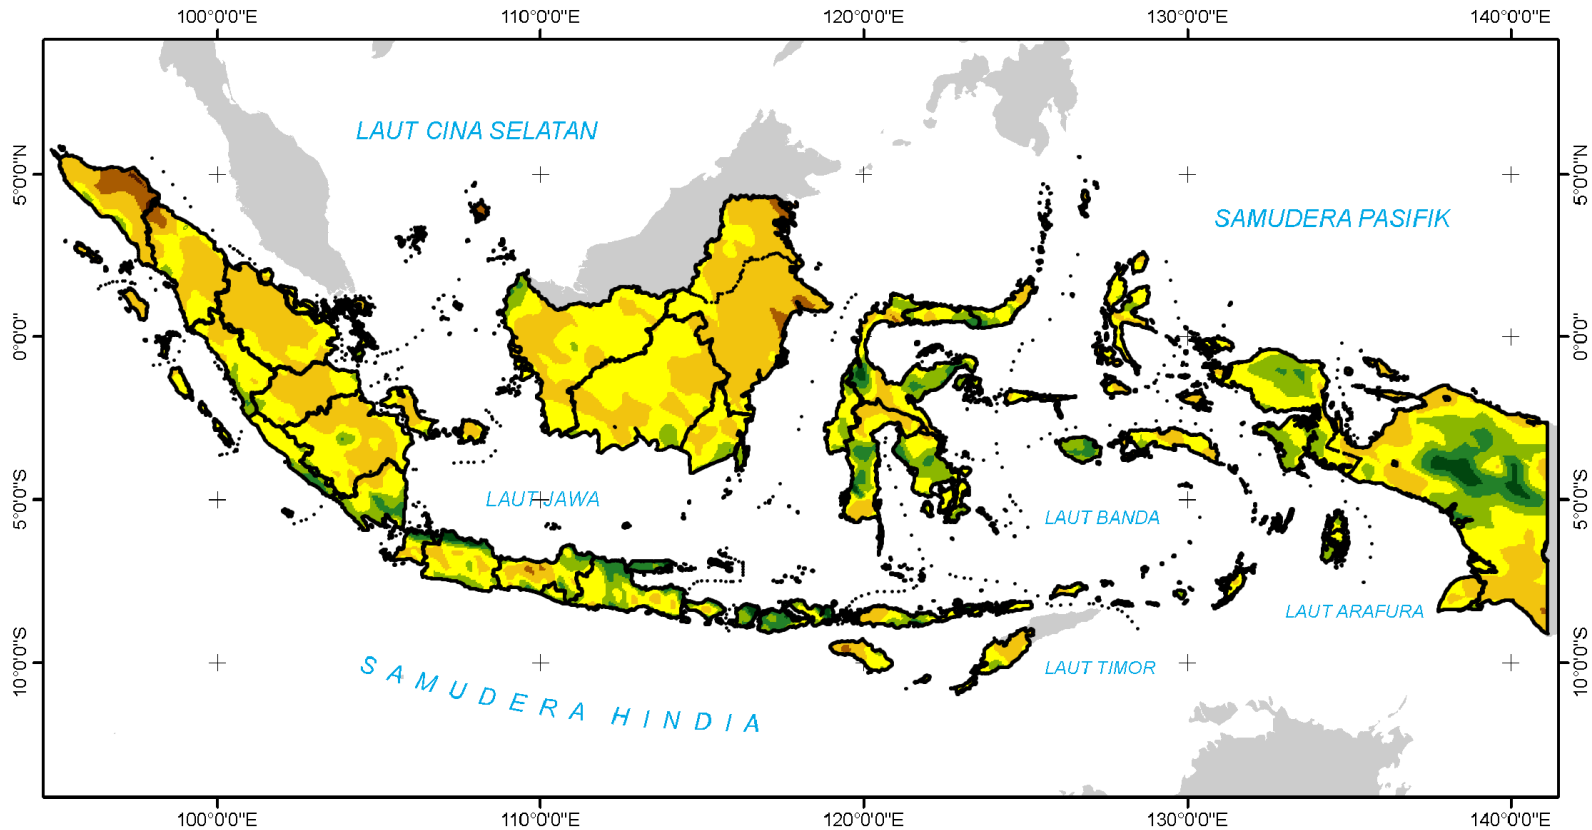 100°0'0"E 110°0'0"E 120°0'0"E 130°0'0"E 140°0'0"E
LAUT CINA SELATAN
5°0'0"N 5°0'0"N
SAMUDERA PASIFIK
0°0'0" 0°0'0"
5°0'0"S LAUT JAWA 5°0'0"S
LAUT BANDA
LAUT ARAFURA
10°0'0"S LAUT TIMOR 10°0'0"S
SAMUDERA HINDIA
100°0'0"E 110°0'0"E 120°0'0"E 130°0'0"E 140°0'0"E